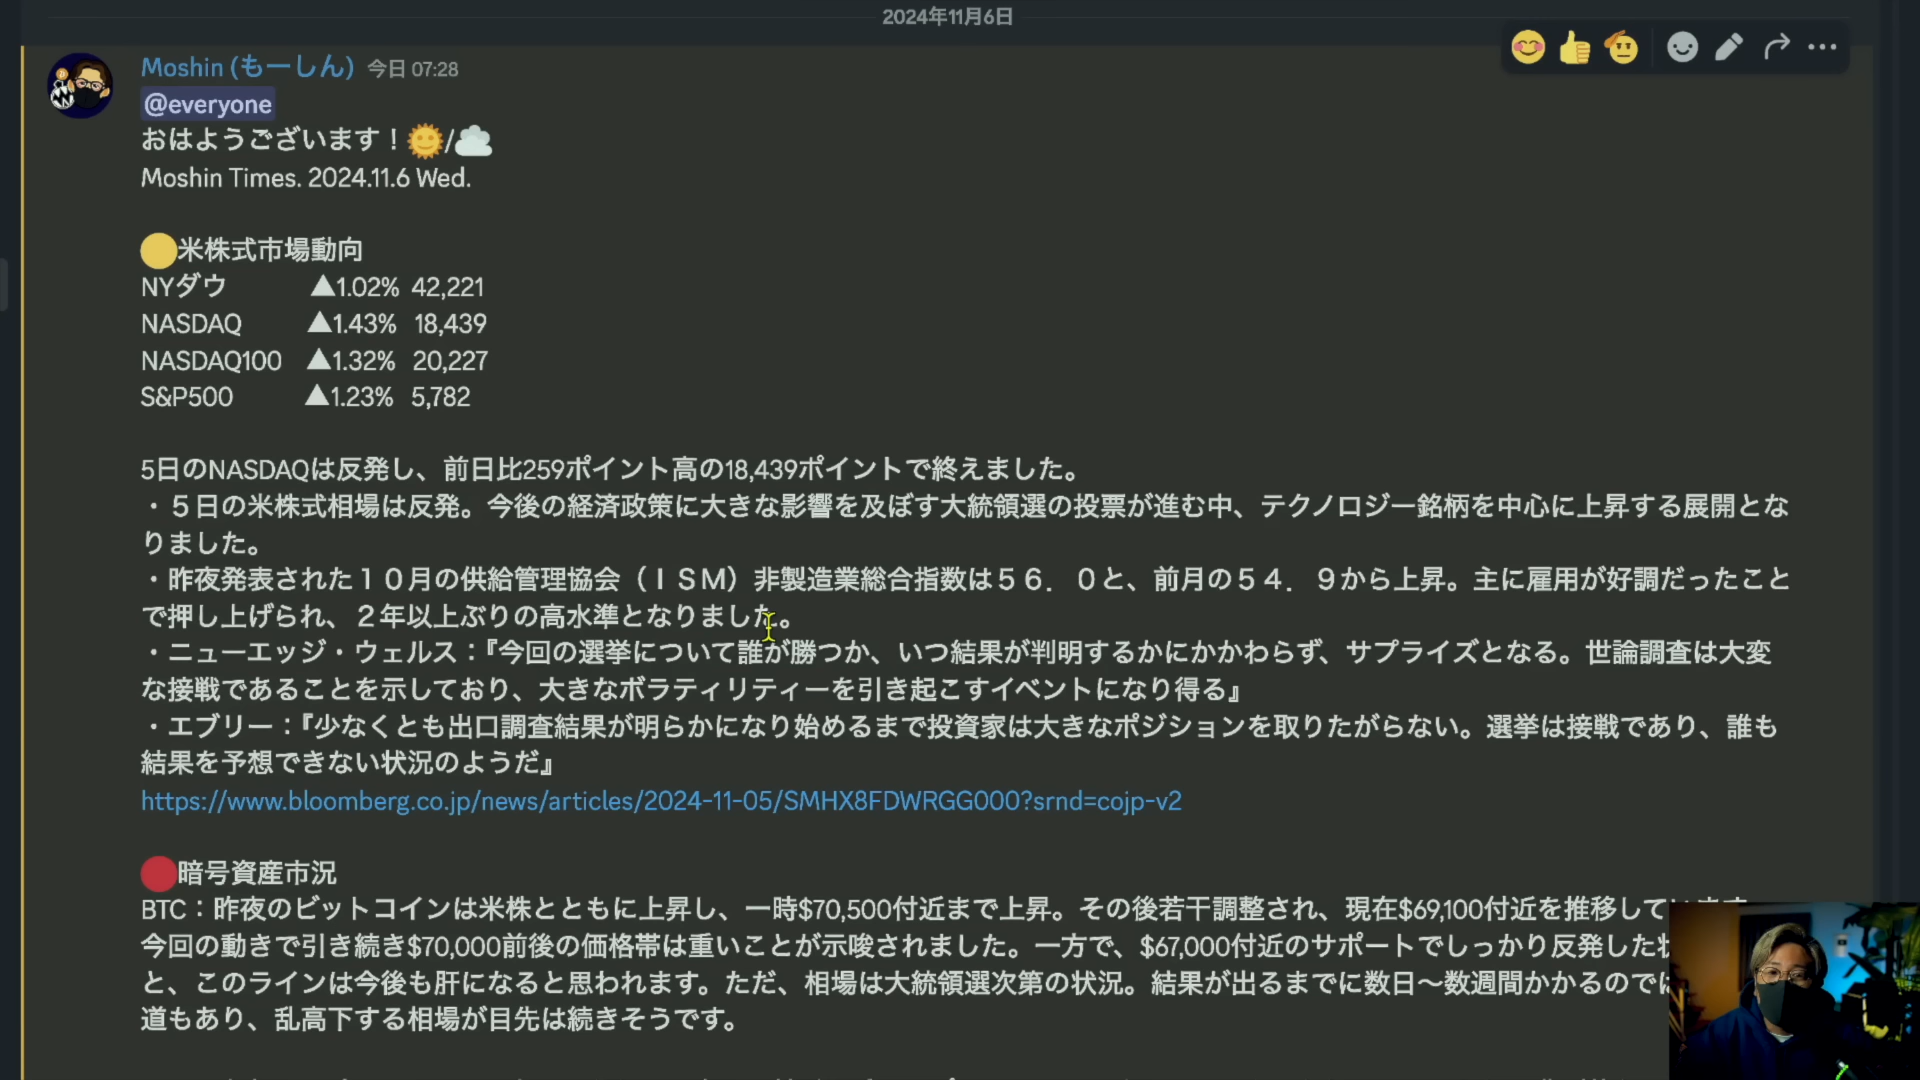 2024年11月6日
Moshin (もーしん) 今日 07:28
@everyone
おはようございます！🌞/☁️
Moshin Times. 2024.11.6 Wed.
🟡米株式市場動向
NYダウ ▲1.02% 42,221
NASDAQ ▲1.43% 18,439
NASDAQ100 ▲1.32% 20,227
S&P500 ▲1.23% 5,782
5日のNASDAQは反発し、前日比259ポイント高の18,439ポイントで終えました。
・５日の米株式相場は反発。今後の経済政策に大きな影響を及ぼす大統領選の投票が進む中、テクノロジー銘柄を中心に上昇する展開とな
りました。
・昨夜発表された１０月の供給管理協会（ＩＳＭ）非製造業総合指数は５６．０と、前月の５４．９から上昇。主に雇用が好調だったこと
で押し上げられ、２年以上ぶりの高水準となりました。
・ニューエッジ・ウェルス：『今回の選挙について誰が勝つか、いつ結果が判明するかにかかわらず、サプライズとなる。世論調査は大変
な接戦であることを示しており、大きなボラティリティーを引き起こすイベントになり得る』
・エブリー：『少なくとも出口調査結果が明らかになり始めるまで投資家は大きなポジションを取りたがらない。選挙は接戦であり、誰も
結果を予想できない状況のようだ』
https://www.bloomberg.co.jp/news/articles/2024-11-05/SMHX8FDWRGG000?srnd=cojp-v2
🔴暗号資産市況
BTC：昨夜のビットコインは米株とともに上昇し、一時$70,500付近まで上昇。その後若干調整され、現在$69,100付近を推移して
今回の動きで引き続き$70,000前後の価格帯は重いことが示唆されました。一方で、$67,000付近のサポートでしっかり反発した
と、このラインは今後も肝になると思われます。ただ、相場は大統領選次第の状況。結果が出るまでに数日〜数週間かかるのでは
道もあり、乱高下する相場が目先は続きそうです。